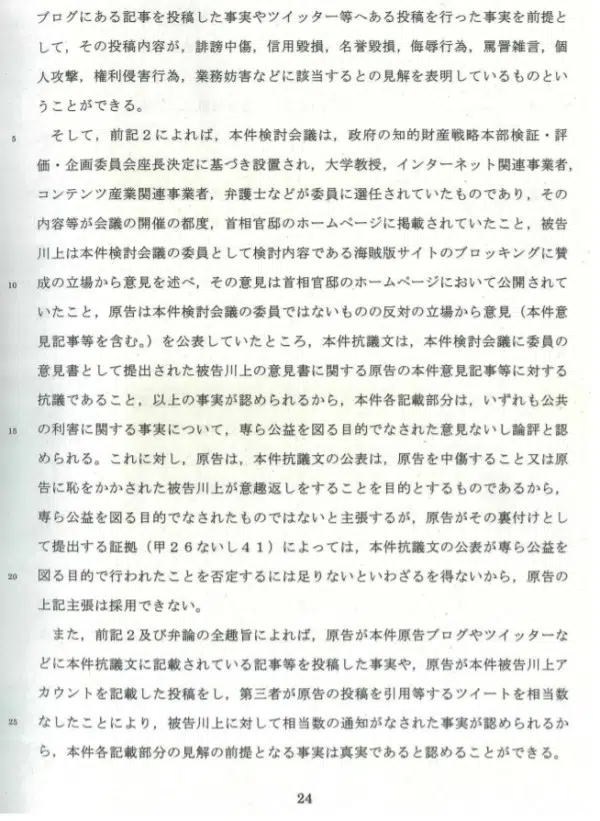 ブログにある記事を投稿した事実やツイッター等へある投稿を行った事実を前提と
して，その投稿内容が，誹謗中傷，信用毀損，名誉毀損，侮辱行為，罵詈雑言，個
人攻撃，権利侵害行為，業務妨害などに該当するとの見解を表明しているものとい
うことができる。
5 そして，前記２によれば，本件検討会議は，政府の知的財産戦略本部検証・評
価・企画委員会座長決定に基づき設置され，大学教授，インターネット関連事業者，
コンテンツ産業関連事業者，弁護士などが委員に選任されていたものであり，その
内容等が会議の開催の都度，首相官邸のホームページに掲載されていたこと，被告
川上は本件検討会議の委員として検討内容である海賊版サイトのブロッキングに賛
10 成の立場から意見を述べ，その意見は首相官邸のホームページにおいて公開されて
いたこと，原告は本件検討会議の委員ではないものの反対の立場から意見（本件意
見記事等を含む。）を公表していたところ，本件抗議文は，本件検討会議に委員の
意見書として提出された被告川上の意見書に関する原告の本件意見記事等に対する
抗議であること，以上の事実が認められるから，本件各記載部分は，いずれも公共
15 の利害に関する事実について，専ら公益を図る目的でなされた意見ないし論評と認
められる。これに対し，原告は，本件抗議文の公表は，原告を中傷すること又は原
告に恥をかかされた被告川上が意趣返しをすることを目的とするものであるから，
専ら公益を図る目的でなされたものではないと主張するが，原告がその裏付けとし
て提出する証拠（甲２６ないし４１）によっては，本件抗議文の公表が専ら公益を
20 図る目的で行われたことを否定するには足りないといわざるを得ないから，原告の
上記主張は採用できない。
また，前記２及び弁論の全趣旨によれば，原告が本件原告ブログやツイッターな
どに本件抗議文に記載されている記事等を投稿した事実や，原告が本件被告川上ア
カウントを記載した投稿をし，第三者が原告の投稿を引用等するツイートを相当数
25 なしたことにより，被告川上に対して相当数の通知がなされた事実が認められるか
ら，本件各記載部分の見解の前提となる事実は真実であると認めることができる。
24